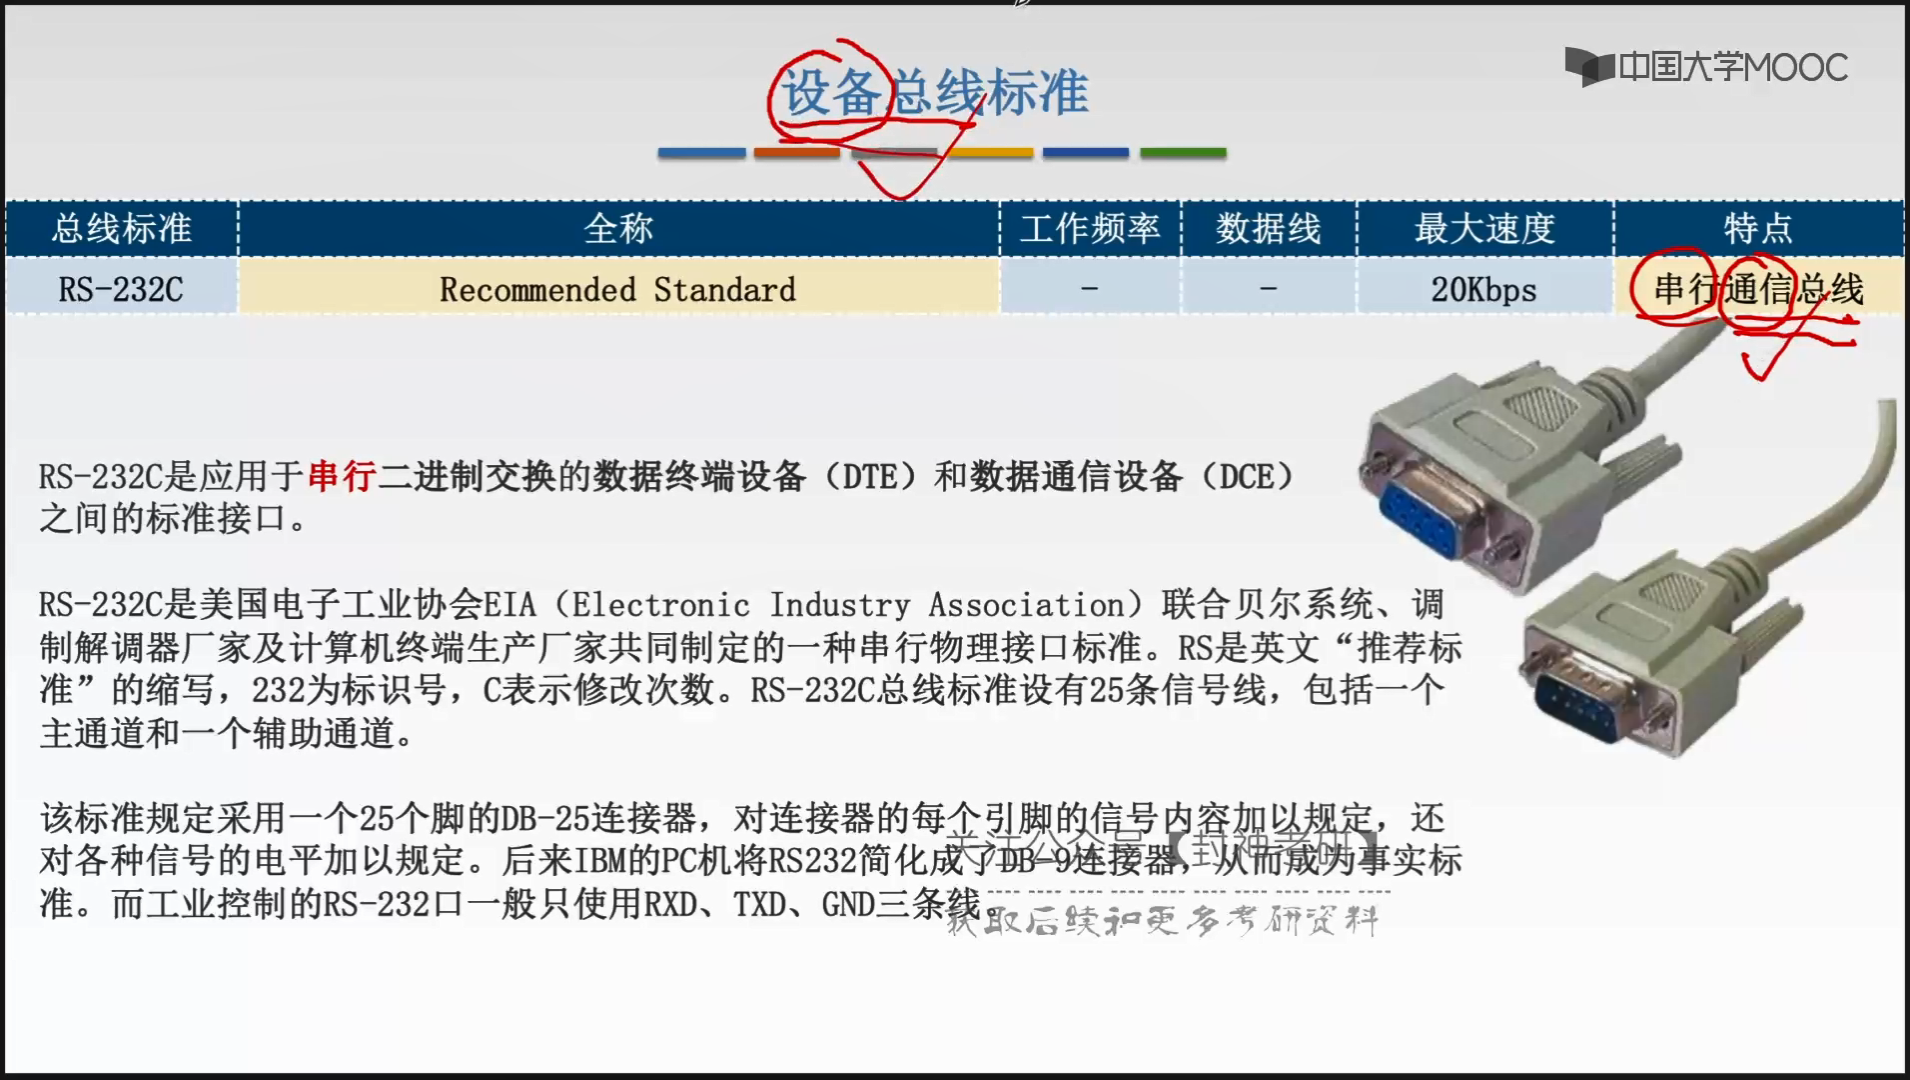 中国大学MOOC
设备总线标准
总线标准 全称 工作频率 数据线 最大速度 特点
RS-232C Recommended Standard - - 20Kbps 串行通信总线
RS-232C是应用于串行二进制交换的数据终端设备（DTE）和数据通信设备（DCE）
之间的标准接口。
RS-232C是美国电子工业协会EIA（Electronic Industry Association）联合贝尔系统、调
制解调器厂家及计算机终端生产厂家共同制定的一种串行物理接口标准。RS是英文“推荐标
准”的缩写，232为标识号，C表示修改次数。RS-232C总线标准设有25条信号线，包括一个
主通道和一个辅助通道。
该标准规定采用一个25个脚的DB-25连接器，对连接器的每个引脚的信号内容加以规定，还
对各种信号的电平加以规定。后来IBM的PC机将RS232简化成了DB-9连接器，从而成为事实标
准。而工业控制的RS-232口一般只使用RXD、TXD、GND三条线。
关注公众号【封神考研】
获取后续和更多考研资料